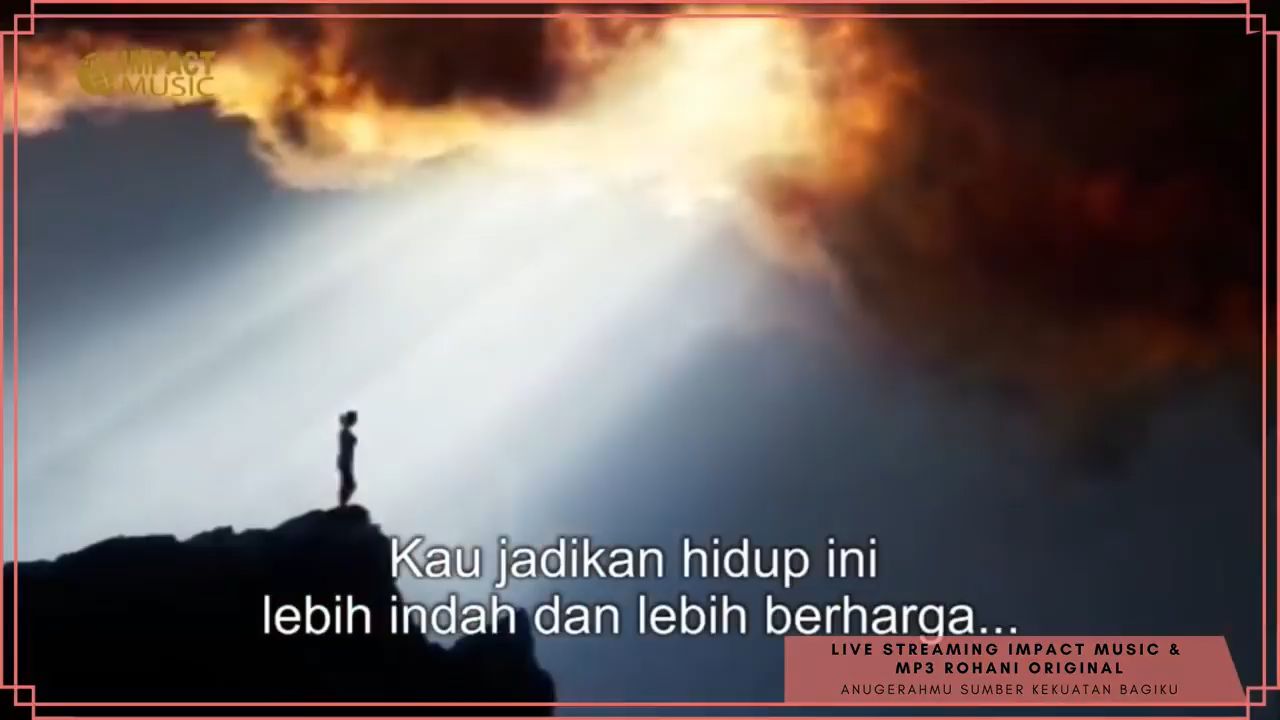 IMPACT
MUSIC
Kau jadikan hidup ini
lebih indah dan lebih berharga...
LIVE STREAMING IMPACT MUSIC &
MP3 ROHANI ORIGINAL
ANUGERAHMU SUMBER KEKUATAN BAGIKU